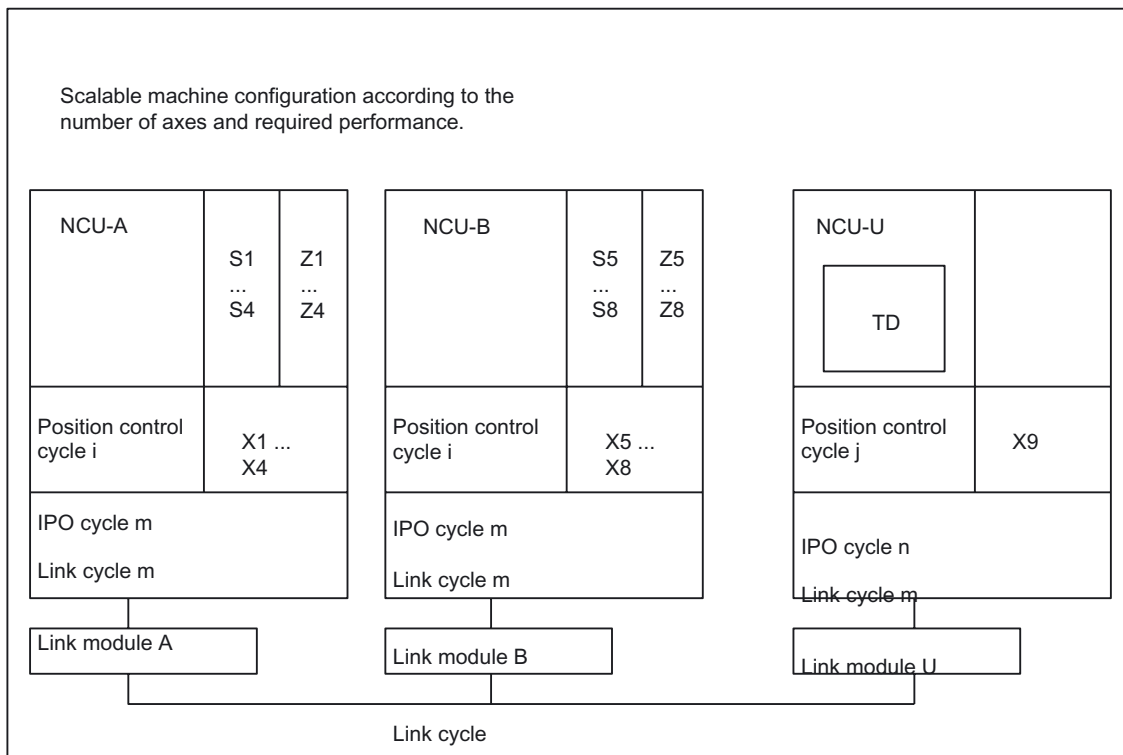 Scalable machine configuration according to the
number of axes and required performance.
NCU-A
S1
...
S4
Z1
...
Z4
Position control
cycle i
X1 ...
X4
IPO cycle m
Link cycle m
Link module A
NCU-B
S5
...
S8
Z5
...
Z8
Position control
cycle i
X5 ...
X8
IPO cycle m
Link cycle m
Link module B
NCU-U
TD
Position control
cycle j
X9
IPO cycle n
Link cycle m
Link module U
Link cycle